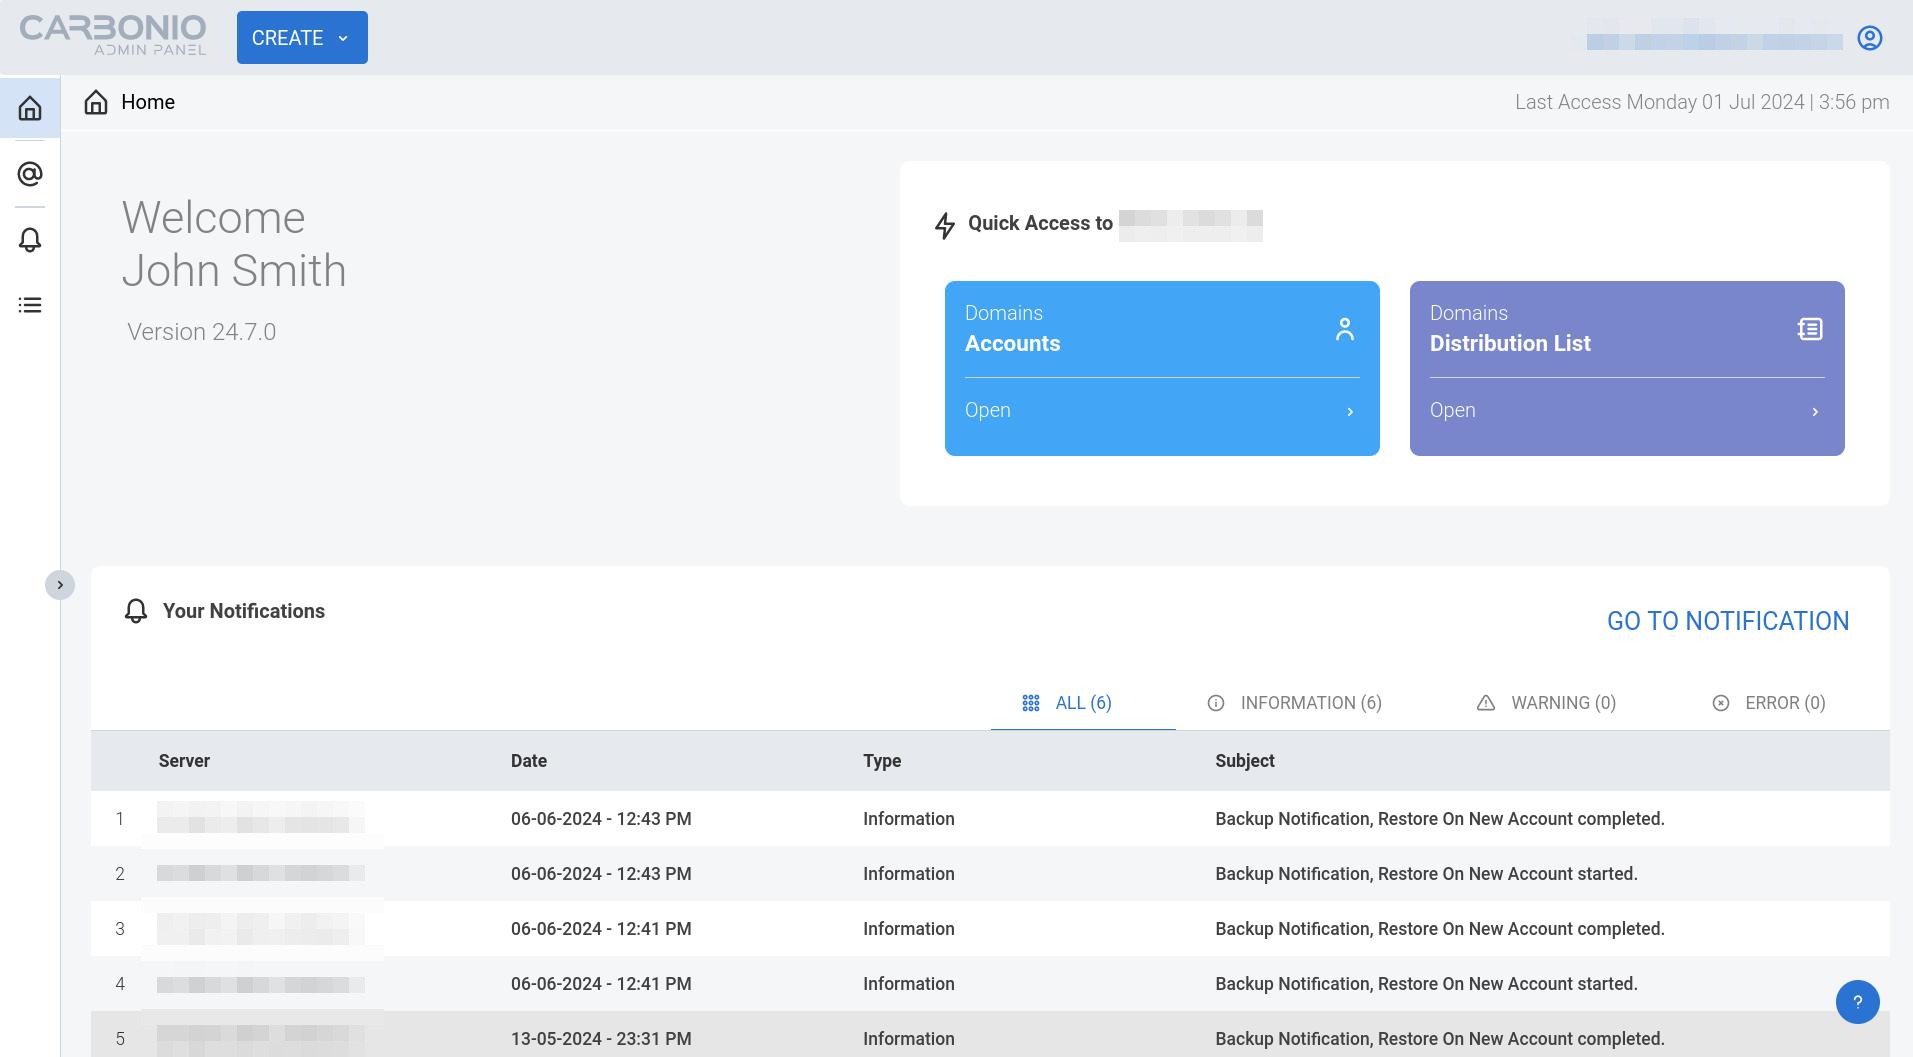 CARBONIO
ADMIN PANEL
CREATE
Home
Last Access Monday 01 Jul 2024 | 3:56 pm
Welcome
John Smith
Version 24.7.0
Quick Access to
Domains
Accounts
Open
Domains
Distribution List
Open
Your Notifications
GO TO NOTIFICATION
ALL (6) INFORMATION (6) WARNING (0) ERROR (0)
Server Date Type Subject
1 06-06-2024 - 12:43 PM Information Backup Notification, Restore On New Account completed.
2 06-06-2024 - 12:43 PM Information Backup Notification, Restore On New Account started.
3 06-06-2024 - 12:41 PM Information Backup Notification, Restore On New Account completed.
4 06-06-2024 - 12:41 PM Information Backup Notification, Restore On New Account started.
?
5 13-05-2024 - 23:31 PM Information Backup Notification, Restore On New Account completed.